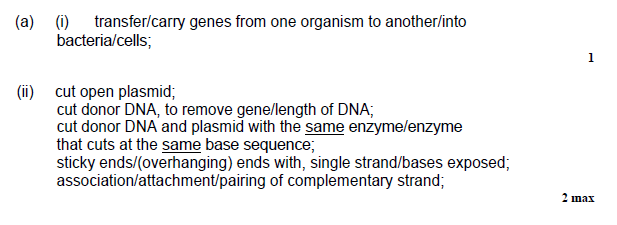 (a) (i) transfer/carry genes from one organism to another/into
bacteria/cells;
1
(ii) cut open plasmid;
cut donor DNA, to remove gene/length of DNA;
cut donor DNA and plasmid with the same enzyme/enzyme
that cuts at the same base sequence;
sticky ends/(overhanging) ends with, single strand/bases exposed;
association/attachment/pairing of complementary strand;
2 max